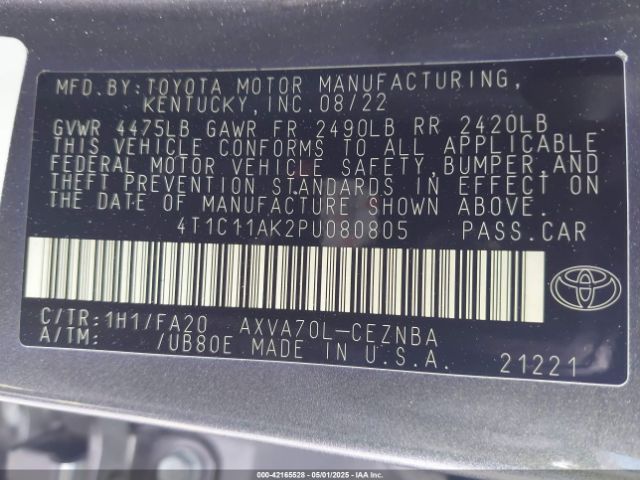 MFD.BY:TOYOTA MOTOR MANUFACTURING,
KENTUCKY, INC. 08/22
GVWR 4475LB GAWR FR 2490LB RR 2420LB
THIS VEHICLE CONFORMS TO ALL APPLICABLE
FEDERAL MOTOR VEHICLE SAFETY, BUMPER, AND
THEFT PREVENTION STANDARDS IN EFFECT ON
THE DATE OF MANUFACTURE SHOWN ABOVE.
4T1C11AK2PU080805 PASS.CAR
C/TR:1H1/FA20 AXVA70L-CEZNBA
A/TM: /UB80E MADE IN U.S.A. 21221
000-42165528 - 05/01/2025 - IAAI.COM